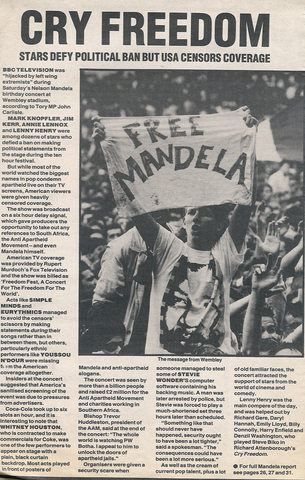 CRY FREEDOM
STARS DEFY POLITICAL BAN BUT USA CENSORS COVERAGE
BBC TELEVISION was
"hijacked by left wing
extremists" during
Saturday's Nelson Mandela
birthday concert at
Wembley stadium,
according to Tory MP John
Carlisle.
MARK KNOPFLER, JIM
KERR, ANNIE LENNOX
and LENNY HENRY were
among dozens of stars who
defied a ban on making
political statements from
the stage during the ten
hour festival.
But while most of the
world watched the biggest
names in pop condemn
apartheid live on their TV
screens, American viewers
were given heavily
censored coverage.
The show was broadcast
on a six hour delay signal,
which gave producers the
opportunity to take out any
references to South Africa,
the Anti Apartheid
Movement — and even
Mandela himself.
American TV coverage
was provided by Rupert
Murdoch's Fox Television
and the show was billed as
'Freedom Fest, A Concert
For The Freedom For The
World'.
Acts like SIMPLE
MINDS and
EURYTHMICS managed
to avoid the censors'
scissors by making
statements during their
songs rather than in
between them, but others,
particularly ethnic
performers like YOUSSOU
N'DOUR were missing
from the American
coverage altogether.
Insiders at the concert
suggested that America's
sanitised screening of the
event was due to pressures
from advertisers.
Coca-Cola took up to six
slots an hour, and it is
interesting to note that
WHITNEY HOUSTON,
who is contracted to make
commercials for Coke, was
one of the few performers to
appear on stage with a
plain, black curtain
backdrop. Most acts played
in front of posters of
FREE
MANDELA
The message from Wembley
Mandela and anti-apartheid
slogans.
The concert was seen by
more than a billion people
and raised £2 million for the
Anti Apartheid Movement
and charities working in
Southern Africa.
Bishop Trevor
Huddleston, president of
the AAM, said at the end of
the concert: "The whole
world is watching PW
Botha. I appeal to him to
unlock the doors of
apartheid jails."
Organisers were given a
security scare when
someone managed to steal
some of STEVIE
WONDER'S computer
software containing his
backing music. A man was
later arrested by police, but
Stevie was forced to play a
much-shortened set three
hours later than scheduled.
"Something like that
should never have
happened, security ought
to have been a lot tighter,"
said a spokesman. "The
consequences could have
been a lot more serious."
As well as the cream of
current pop talent, plus a lot
of old familiar faces, the
concert attracted the
support of stars from the
world of cinema and
comedy.
Lenny Henry was the
main compere of the day,
and was helped out by
Richard Gere, Daryl
Hannah, Emily Lloyd, Billy
Connolly, Harry Enfield and
Denzil Washington, who
played Steve Biko in
Richard Attenborough's Cry
Freedom.
● For full Mandela report
see pages 26, 27 and 31.